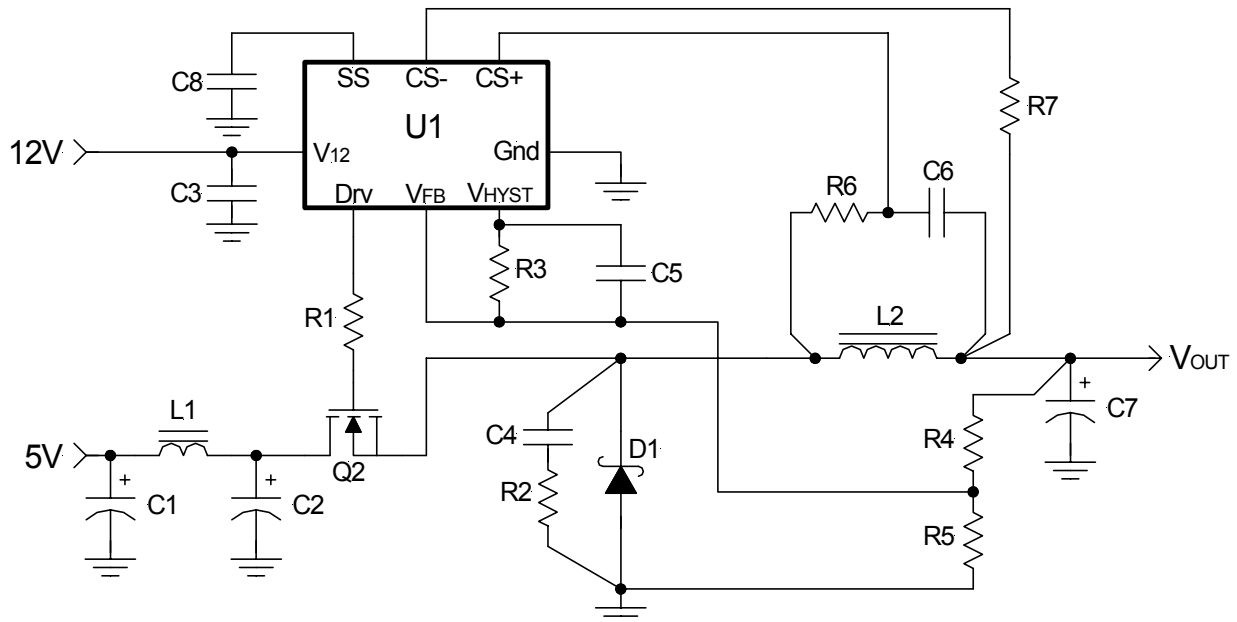 C8
SS CS- CS+
R7
U1
12V
V12
Gnd
C3
Drv VFB VHYST
R6 C6
R3
C5
R1
L2
VOUT
L1
+
C7
C4
R4
5V
D1
Q2
+
C1
+
C2
R2
R5